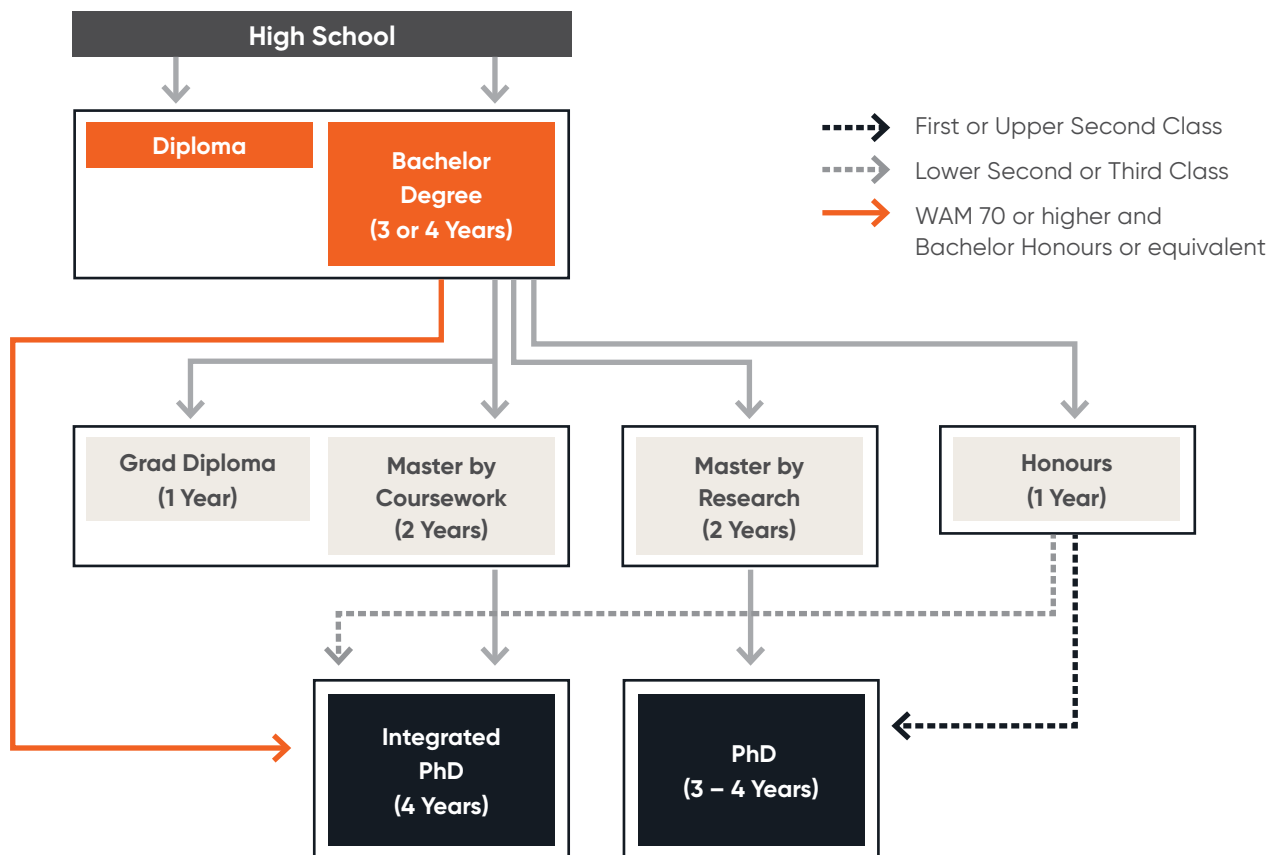 High School
Diploma
Bachelor
Degree
(3 or 4 Years)
First or Upper Second Class
Lower Second or Third Class
WAM 70 or higher and
Bachelor Honours or equivalent
Grad Diploma
(1 Year)
Master by
Coursework
(2 Years)
Master by
Research
(2 Years)
Honours
(1 Year)
Integrated
PhD
(4 Years)
PhD
(3 – 4 Years)